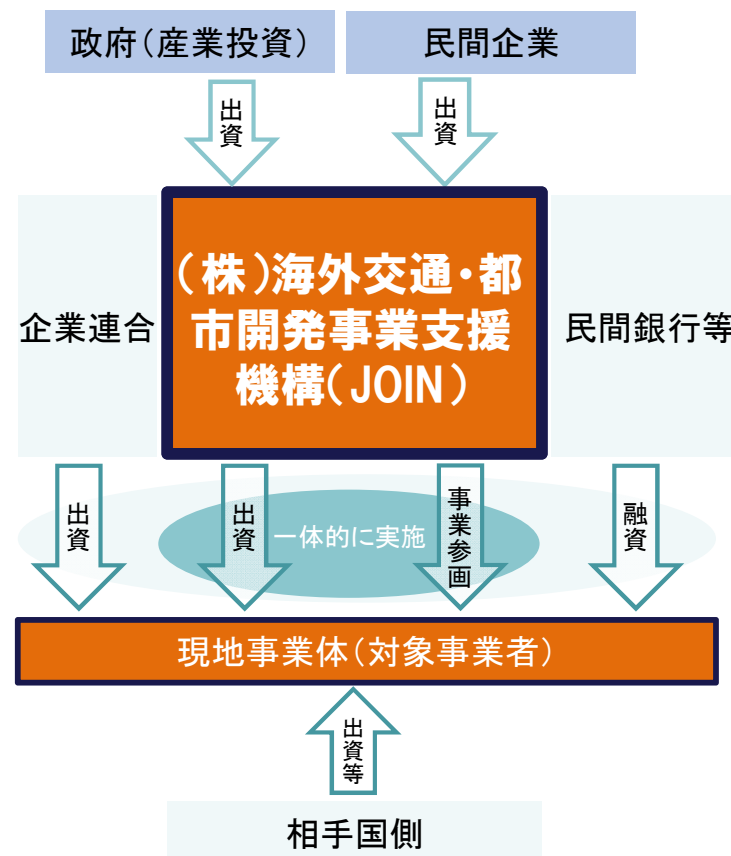 政府（産業投資）
民間企業
出資
出資
企業連合
（株）海外交通・都
市開発事業支援
機構（JOIN）
民間銀行等
出資
出資
一体的に実施
事業参画
融資
現地事業体（対象事業者）
出資等
相手国側